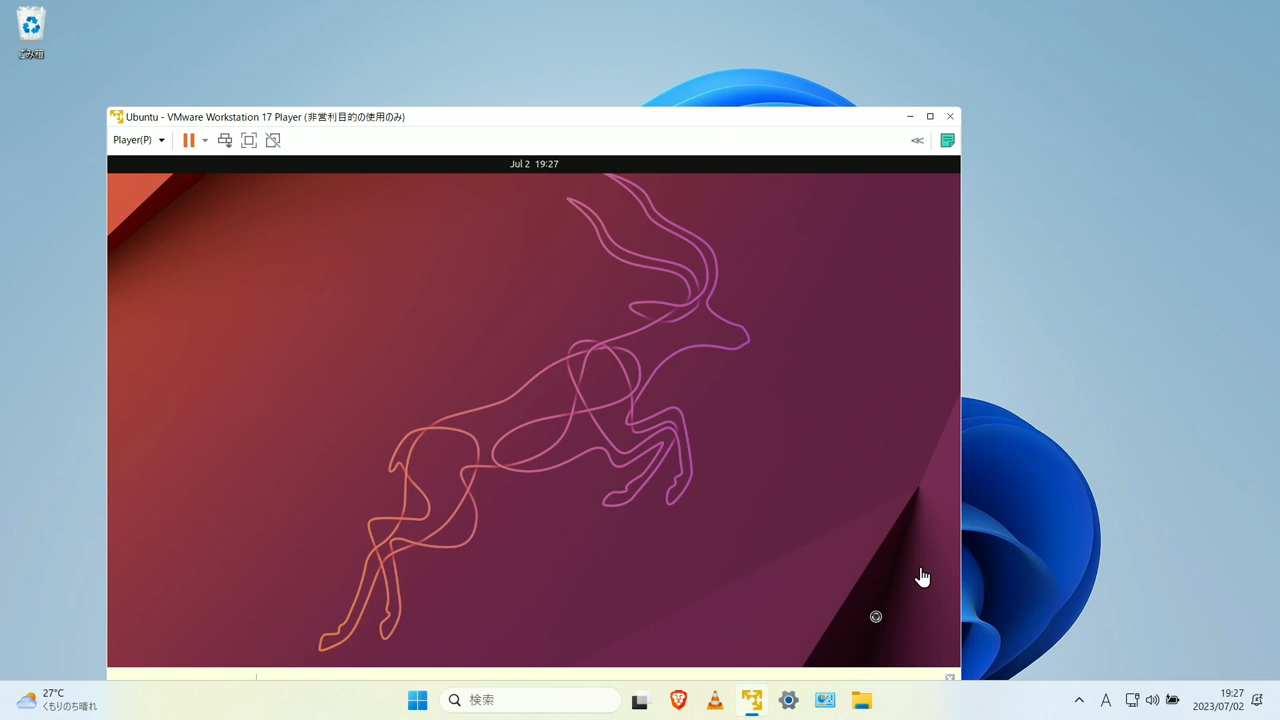 ごみ箱
Ubuntu - VMware Workstation 17 Player (非営利目的の使用のみ)
Player(P)
Jul 2 19:27
27°C
くもりのち晴れ
検索
A
19:27
2023/07/02